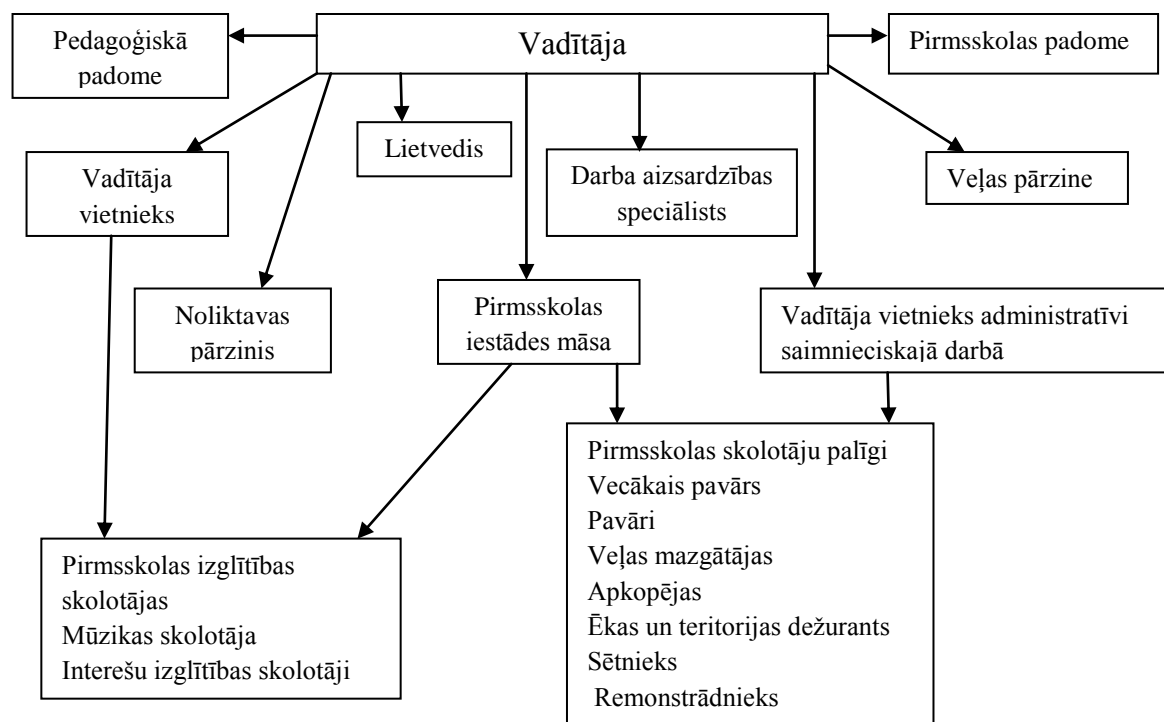 Pedagoģiskā
padome
Vadītāja
Pirmsskolas padome
Lietvedis
Vadītāja
vietnieks
Darba aizsardzības
speciālists
Veļas pārzine
Noliktavas
pārzinis
Pirmsskolas
iestādes māsa
Vadītāja vietnieks administratīvi
saimnieciskajā darbā
Pirmsskolas izglītības
skolotājas
Mūzikas skolotāja
Interešu izglītības skolotāji
Pirmsskolas skolotāju palīgi
Vecākais pavārs
Pavāri
Veļas mazgātājas
Apkopējas
Ēkas un teritorijas dežurants
Sētnieks
Remonstrādnieks